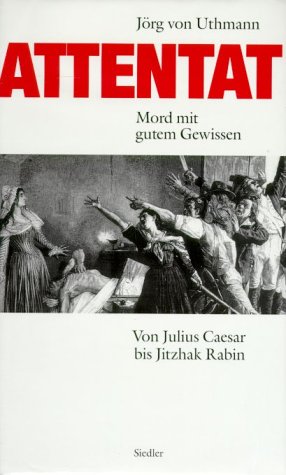 Jörg von Uthmann
ATTENTAT
Mord mit
gutem Gewissen
Von Julius Caesar
bis Jitzhak Rabin
Siedler